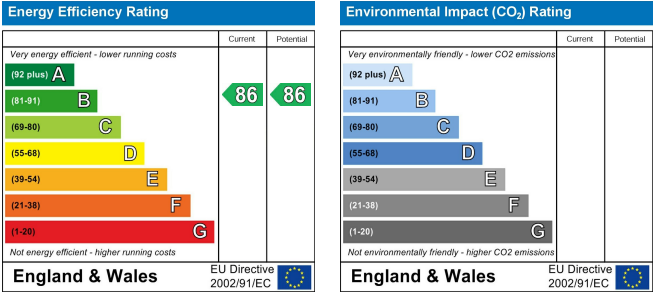 Energy Efficiency Rating
Current Potential
Very energy efficient - lower running costs
(92 plus) A
(81-91) B
86 86
(69-80) C
(55-68) D
(39-54) E
(21-38) F
(1-20) G
Not energy efficient - higher running costs
England & Wales
EU Directive
2002/91/EC
Environmental Impact (CO2) Rating
Current Potential
Very environmentally friendly - lower CO2 emissions
(92 plus) A
(81-91) B
(69-80) C
(55-68) D
(39-54) E
(21-38) F
(1-20) G
Not environmentally friendly - higher CO2 emissions
England & Wales
EU Directive
2002/91/EC